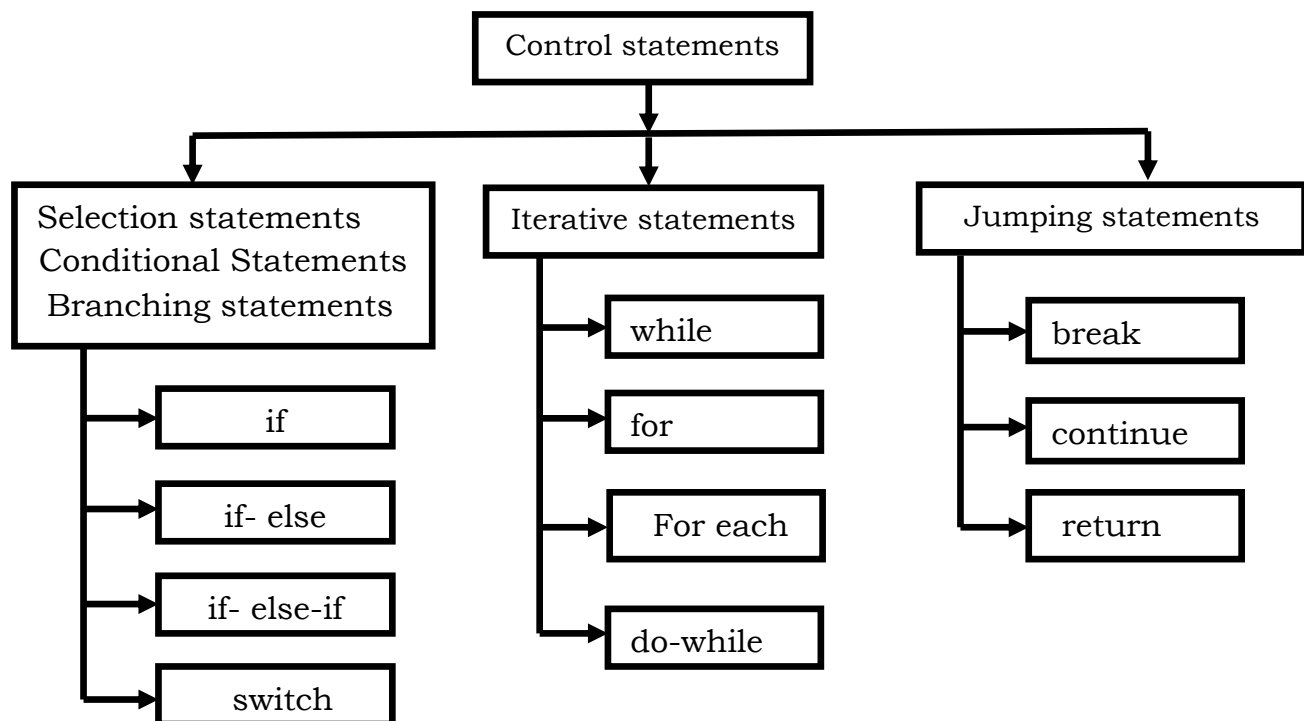 Control statements
Selection statements
Conditional Statements
Branching statements
if
if- else
if- else-if
switch
Iterative statements
while
for
For each
do-while
Jumping statements
break
continue
return